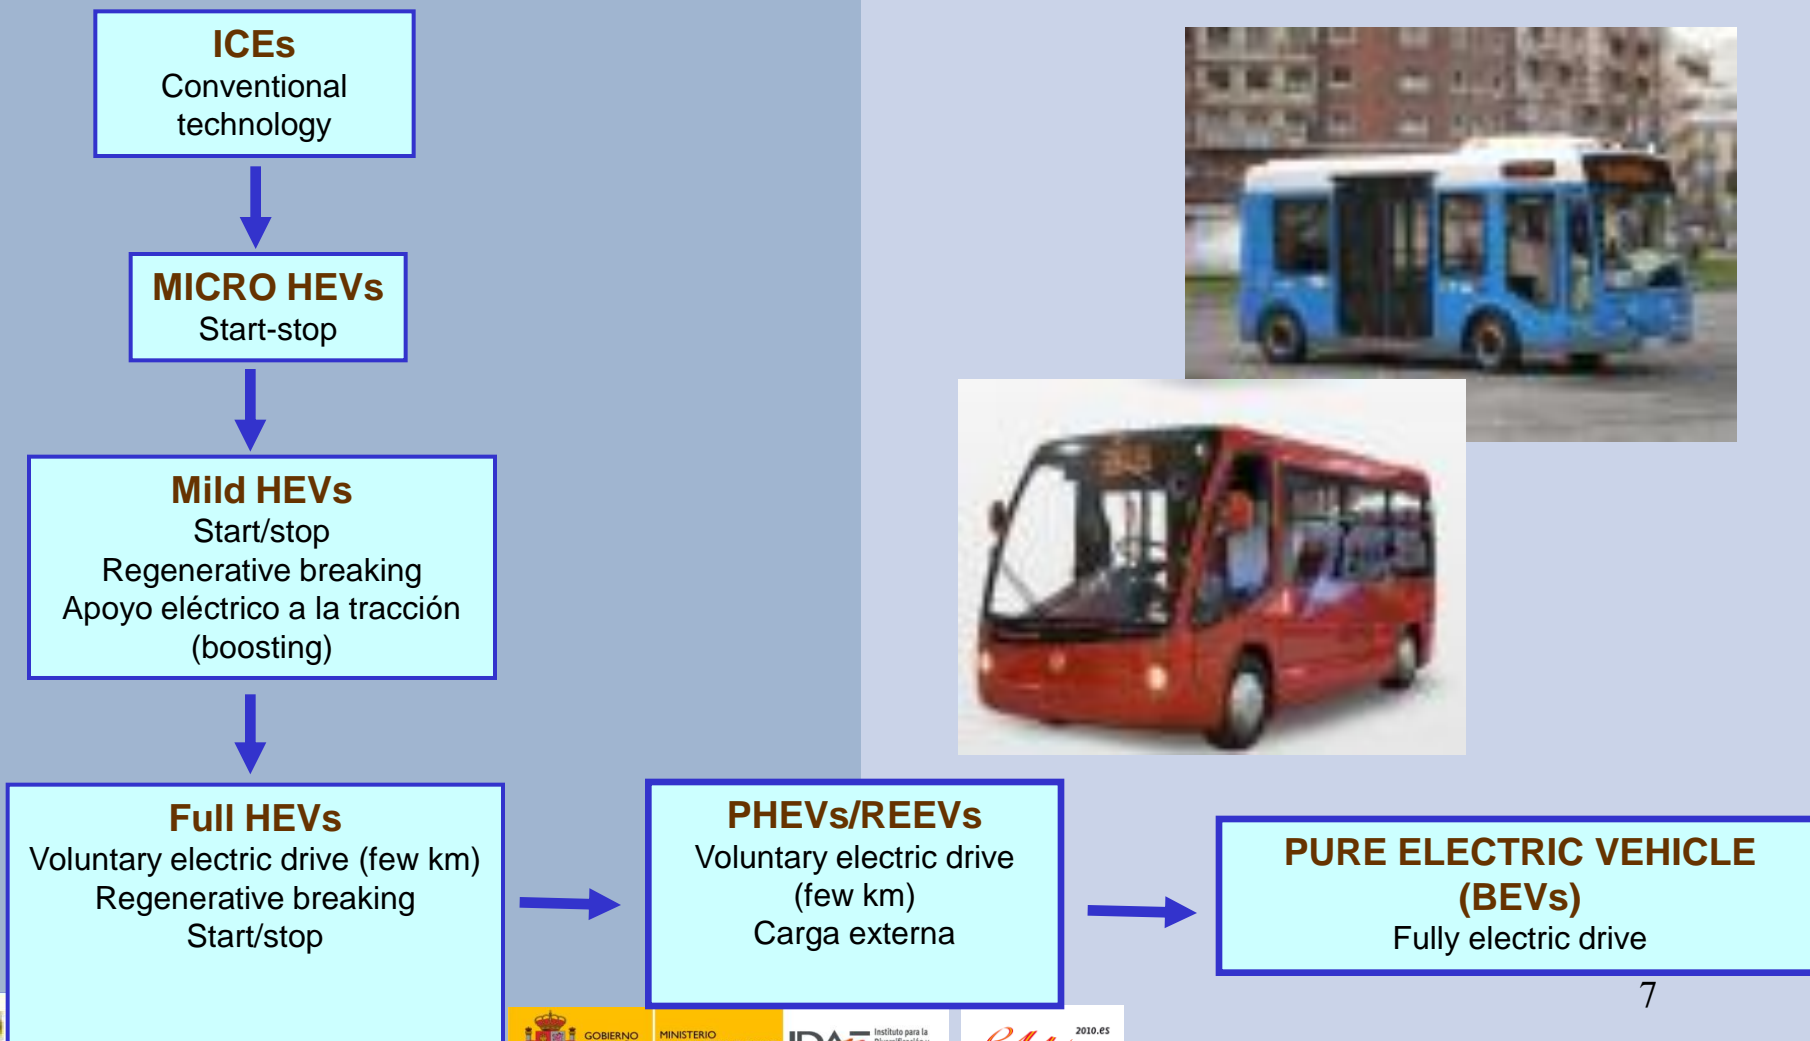 ICEs
Conventional
technology
MICRO HEVs
Start-stop
Mild HEVs
Start/stop
Regenerative breaking
Apoyo eléctrico a la tracción
(boosting)
Full HEVs
Voluntary electric drive (few km)
Regenerative breaking
Start/stop
PHEVs/REEVs
Voluntary electric drive
(few km)
Carga externa
PURE ELECTRIC VEHICLE
(BEVs)
Fully electric drive
7
GOBIERNO
MINISTERIO
Instituto para la
2010.es